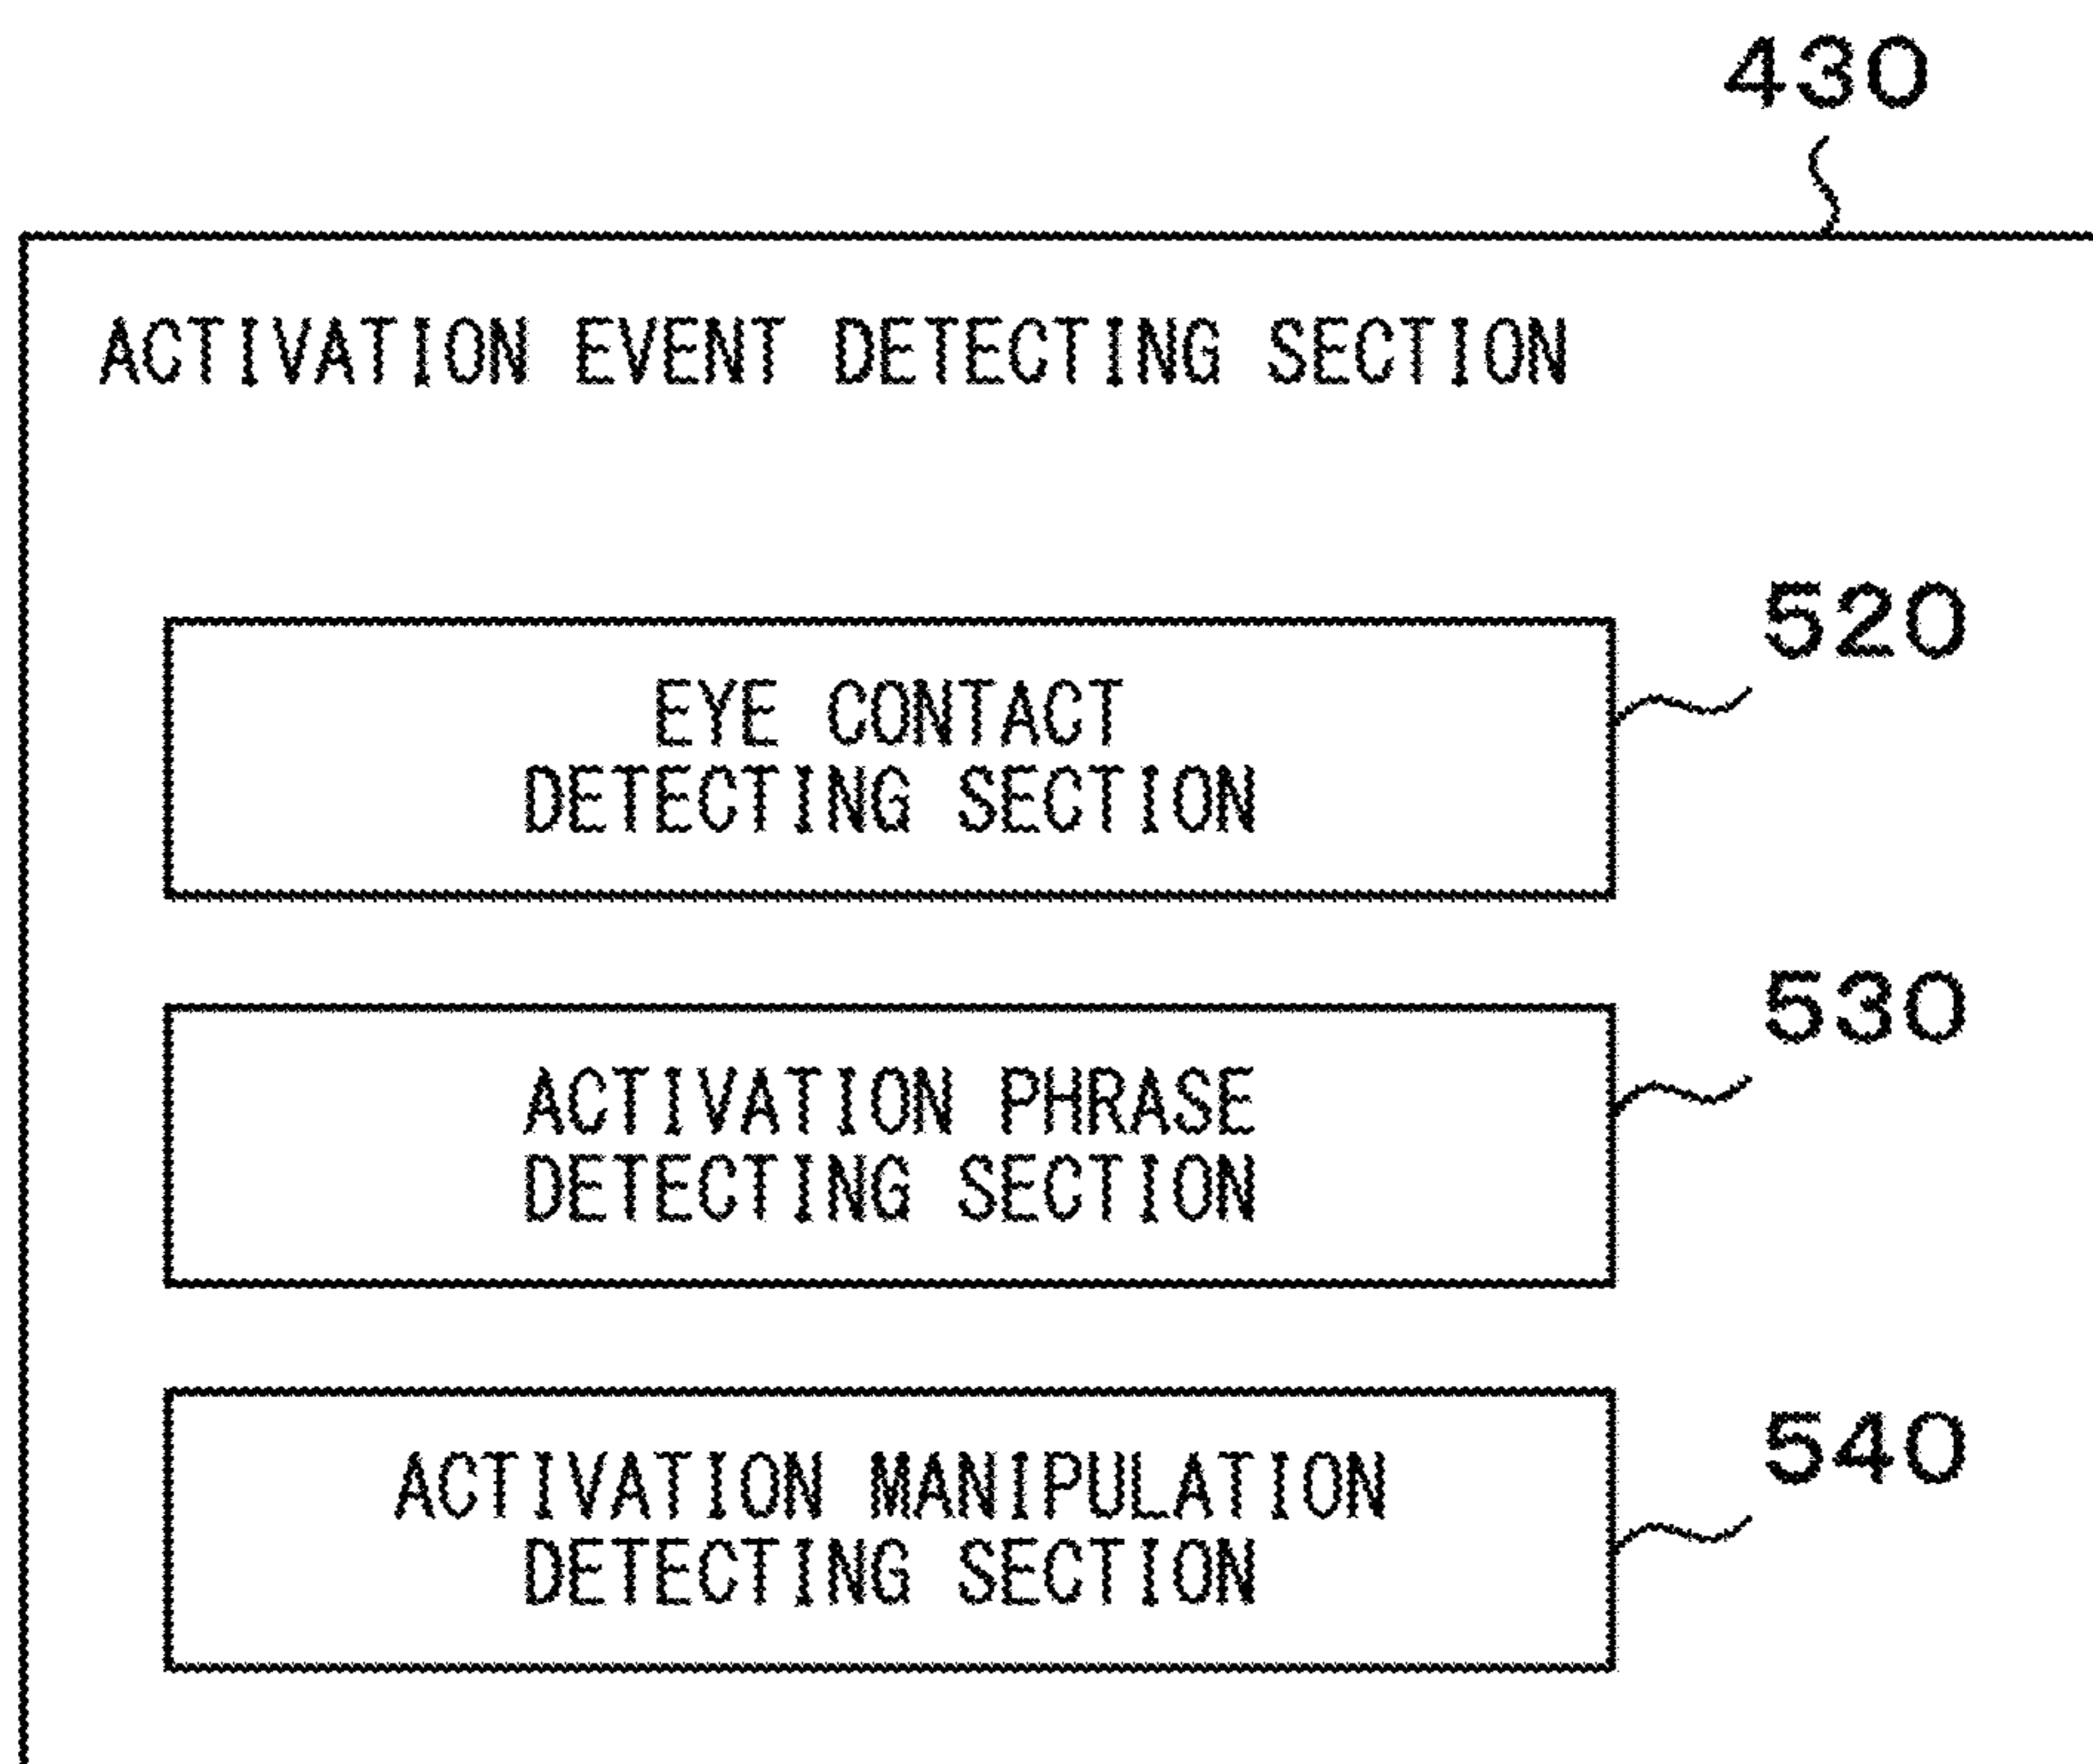 430
ACTIVATION EVENT DETECTING SECTION
520
EYE CONTACT
DETECTING SECTION
530
ACTIVATION PHRASE
DETECTING SECTION
540
ACTIVATION MANIPULATION
DETECTING SECTION